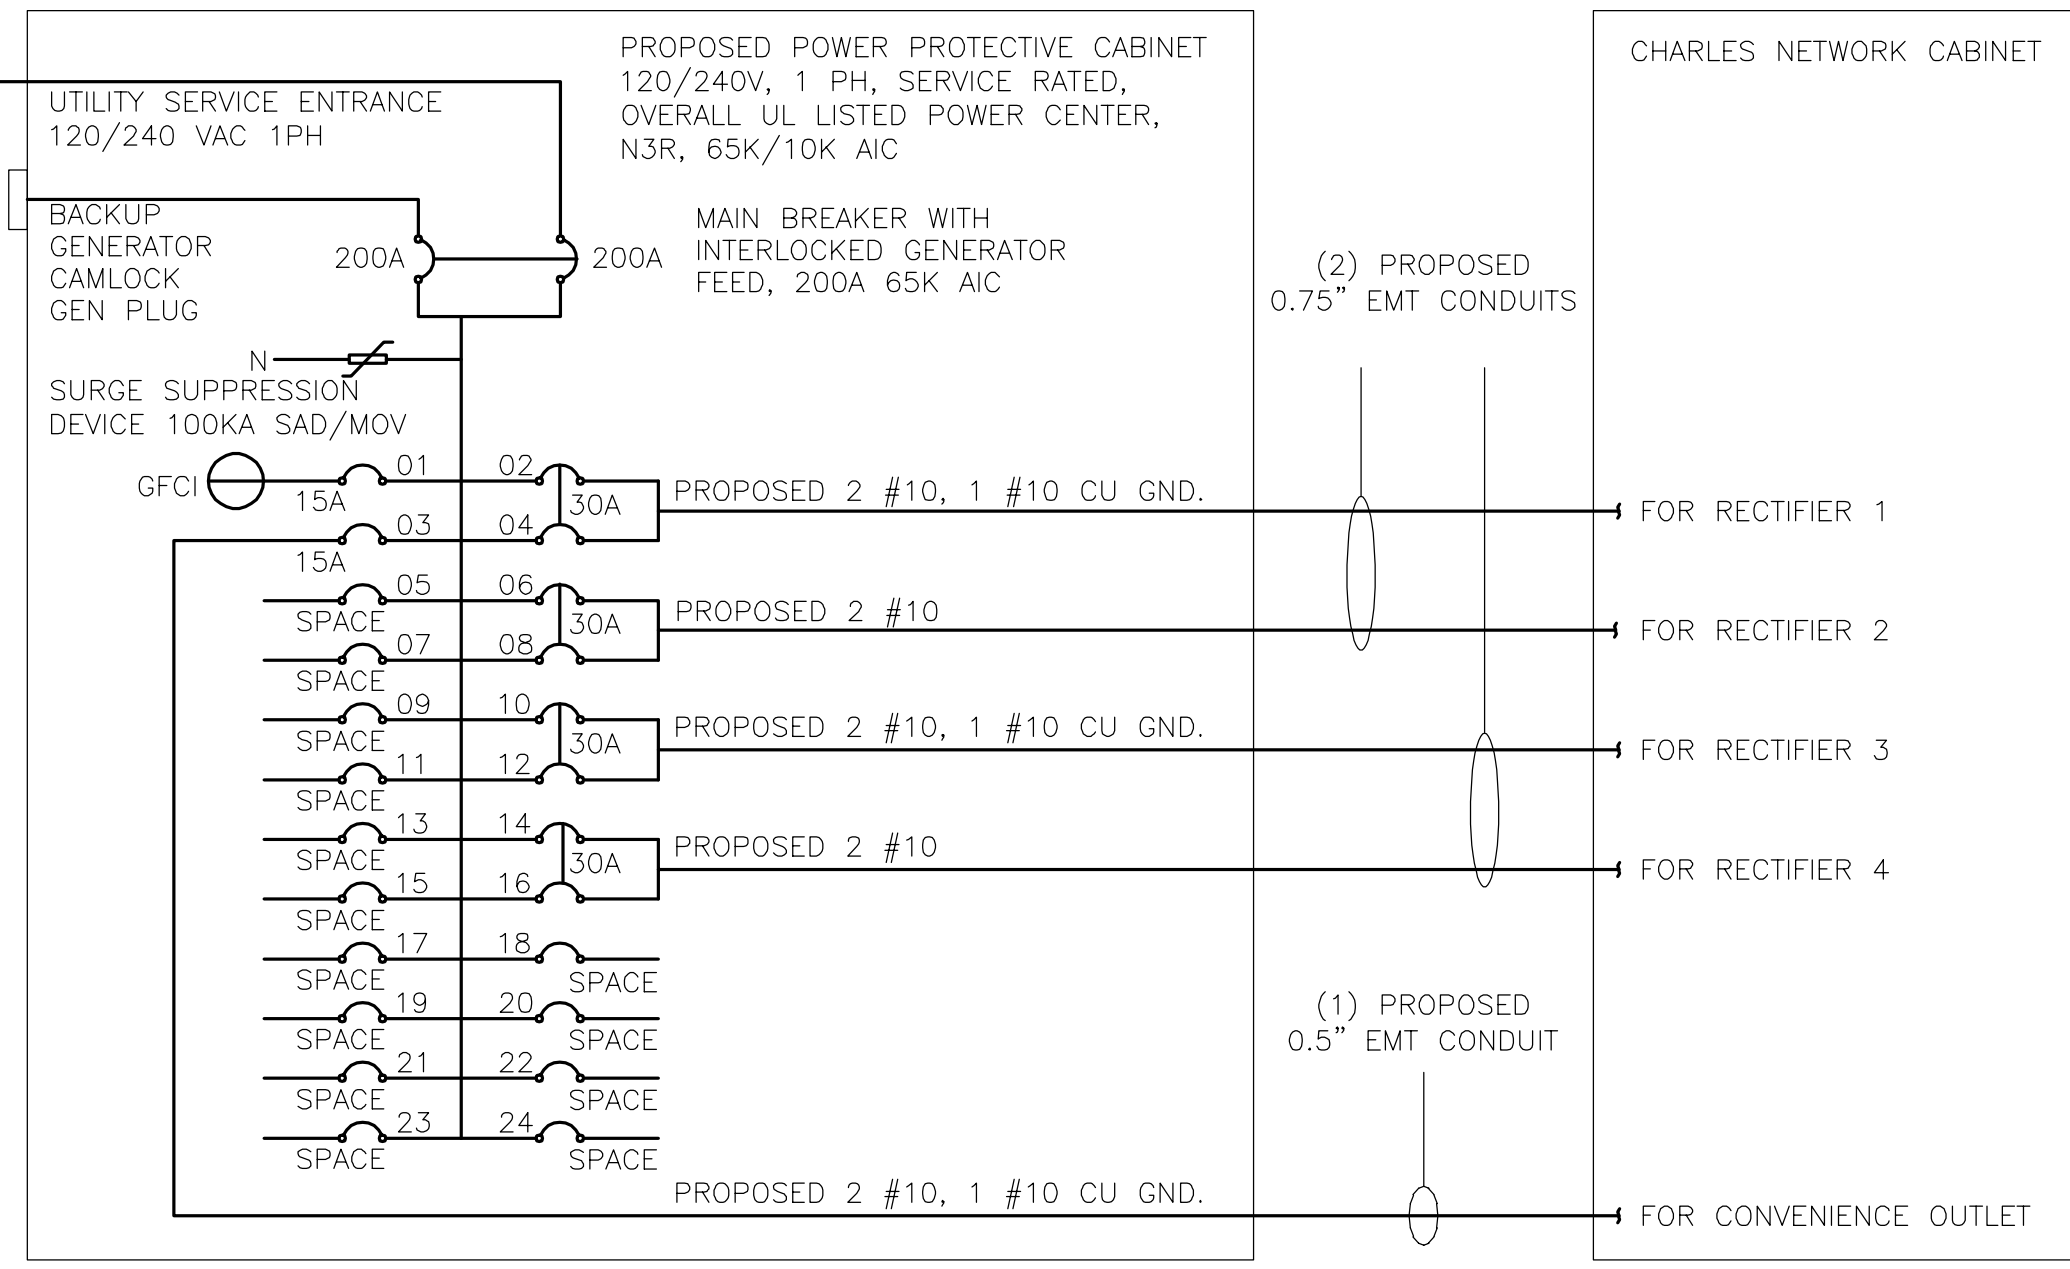 PROPOSED POWER PROTECTIVE CABINET
120/240V, 1 PH, SERVICE RATED,
OVERALL UL LISTED POWER CENTER,
N3R, 65K/10K AIC
CHARLES NETWORK CABINET
UTILITY SERVICE ENTRANCE
120/240 VAC 1PH
BACKUP
GENERATOR
CAMLOCK
GEN PLUG
200A
200A
MAIN BREAKER WITH
INTERLOCKED GENERATOR
FEED, 200A 65K AIC
(2) PROPOSED
0.75" EMT CONDUITS
N
SURGE SUPPRESSION
DEVICE 100KA SAD/MOV
GFCI
15A
01
02
30A
PROPOSED 2 #10, 1 #10 CU GND.
FOR RECTIFIER 1
15A
03
04
SPACE
05
06
30A
PROPOSED 2 #10
FOR RECTIFIER 2
SPACE
07
08
SPACE
09
10
30A
PROPOSED 2 #10, 1 #10 CU GND.
FOR RECTIFIER 3
SPACE
11
12
SPACE
13
14
30A
PROPOSED 2 #10
FOR RECTIFIER 4
SPACE
15
16
SPACE
17
18
SPACE
SPACE
19
20
SPACE
SPACE
21
22
SPACE
SPACE
23
24
SPACE
(1) PROPOSED
0.5" EMT CONDUIT
PROPOSED 2 #10, 1 #10 CU GND.
FOR CONVENIENCE OUTLET